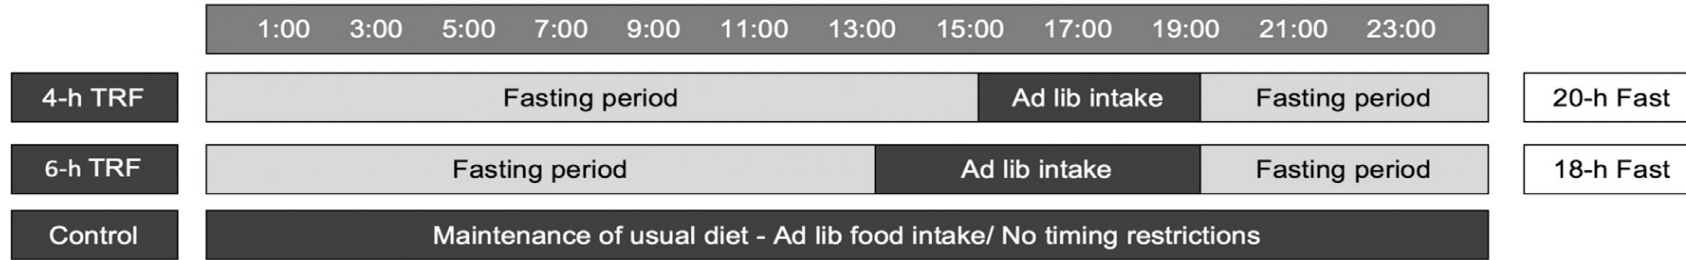 1:00 3:00 5:00 7:00 9:00 11:00 13:00 15:00 17:00 19:00 21:00 23:00
4-h TRF Fasting period Ad lib intake Fasting period 20-h Fast
6-h TRF Fasting period Ad lib intake Fasting period 18-h Fast
Control Maintenance of usual diet - Ad lib food intake/ No timing restrictions